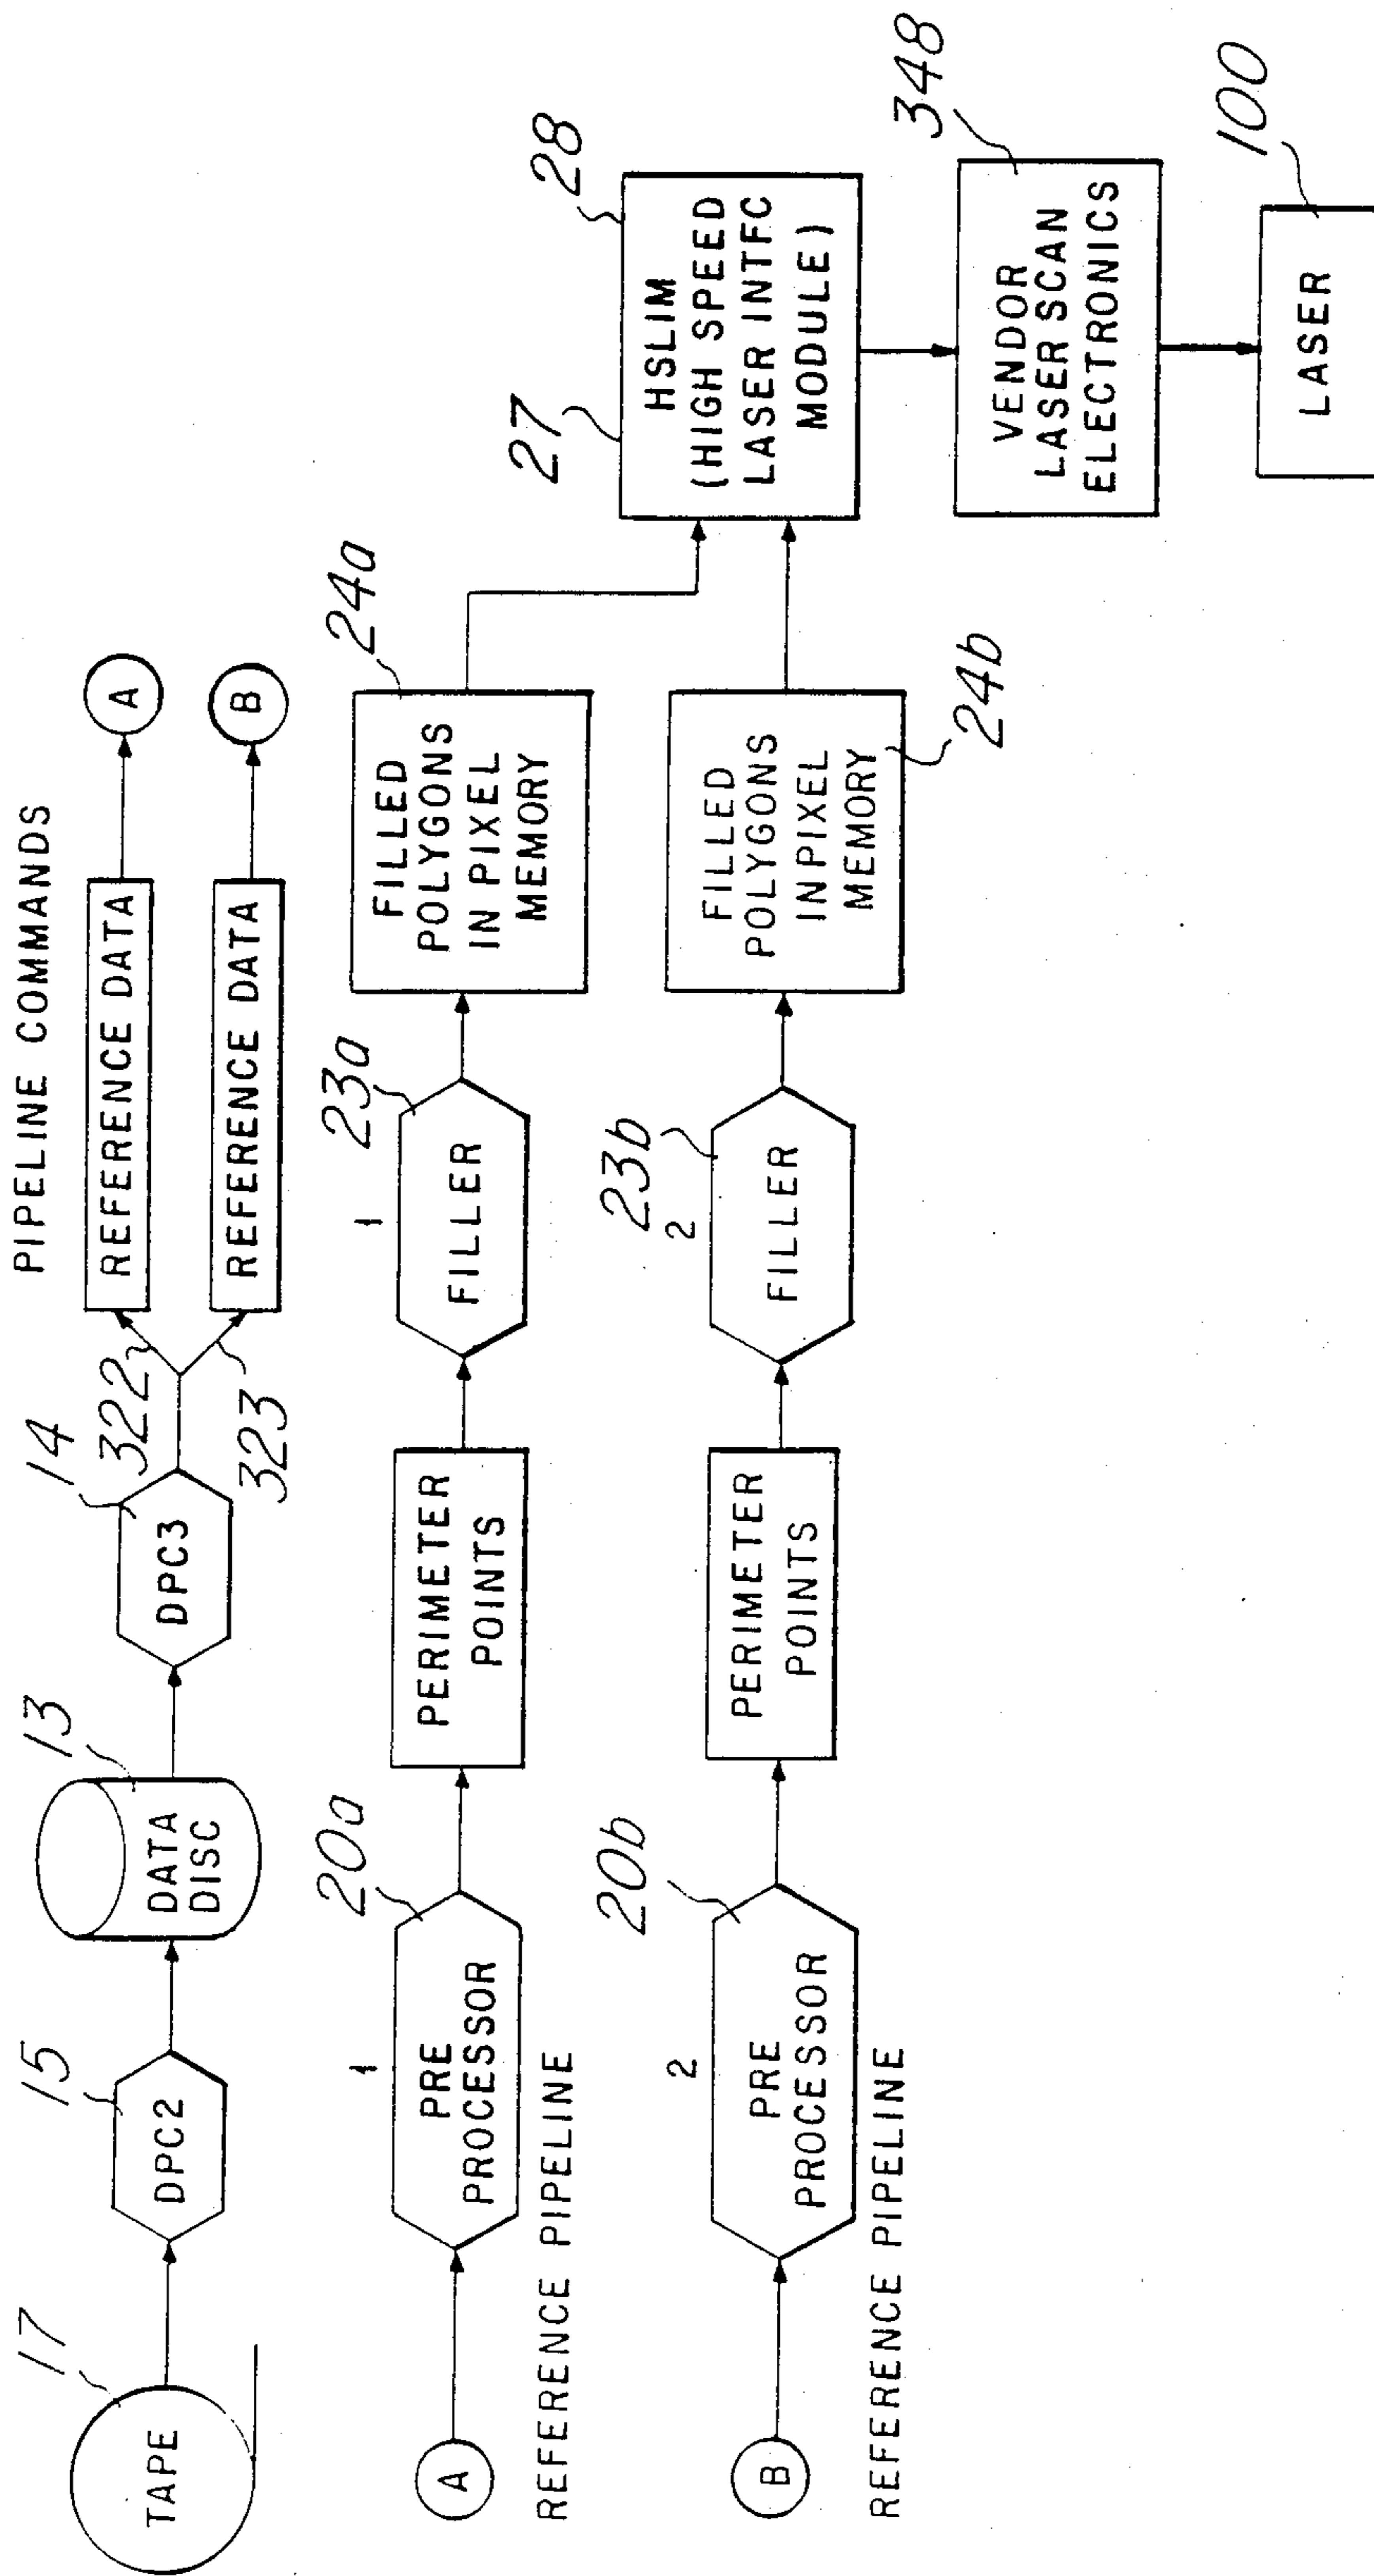 PIPELINE COMMANDS
17
TAPE
15
DPC2
13
DATA
DISC
14
DPC3
322
323
REFERENCE DATA
A
REFERENCE DATA
B
A
1
20a
PRE
PROCESSOR
REFERENCE PIPELINE
PERIMETER
POINTS
1
23a
FILLER
24a
FILLED
POLYGONS
IN PIXEL
MEMORY
B
2
20b
PRE
PROCESSOR
REFERENCE PIPELINE
PERIMETER
POINTS
2
23b
FILLER
24b
FILLED
POLYGONS
IN PIXEL
MEMORY
27
28
HSLIM
(HIGH SPEED
LASER INTFC
MODULE)
348
VENDOR
LASER SCAN
ELECTRONICS
100
LASER